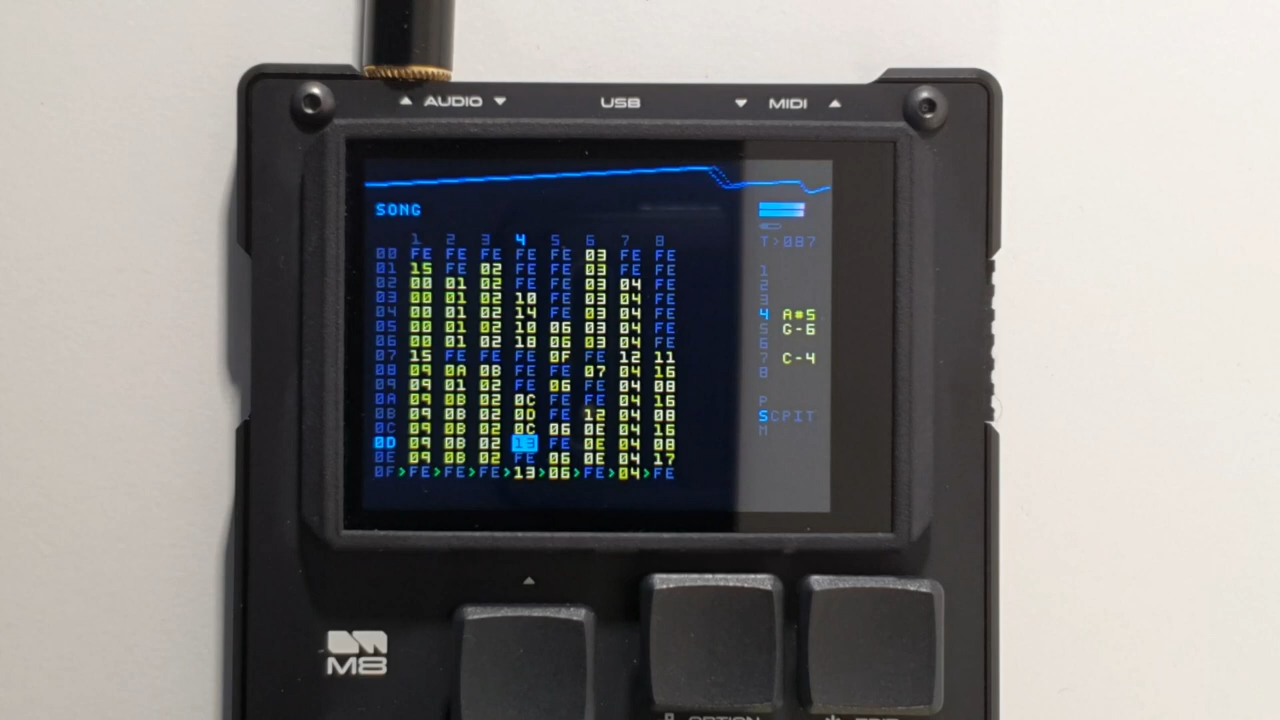 AUDIO USB MIDI
SONG
1 2 3 4 5 6 7 8
T>0B7
00 FE FE FE FE FE 03 FE FE
01 15 FE 02 FE FE 03 FE FE
02 00 01 02 FE FE 03 04 FE
03 00 01 02 10 FE 03 04 FE
04 00 01 02 14 FE 03 04 FE
05 00 01 02 10 06 03 04 FE
06 00 01 02 18 06 03 04 FE
07 15 FE FE FE 0F FE 12 11
08 09 0A 0B FE FE 07 04 16
09 09 01 02 FE 06 FE 04 08
0A 09 0B 02 0C FE FE 04 16
0B 09 0B 02 0D FE 12 04 08
0C 09 0B 02 0C 06 0E 04 16
0D 09 0B 02 13 FE 0E 04 08
0E 09 0B 02 FE 06 0E 04 17
0F>FE>FE>FE>13>06>FE>04>FE
1
2
3
4 A#5
5 G-6
6
7 C-4
8
P
SCPIT
M
M8
OPTION
EDIT